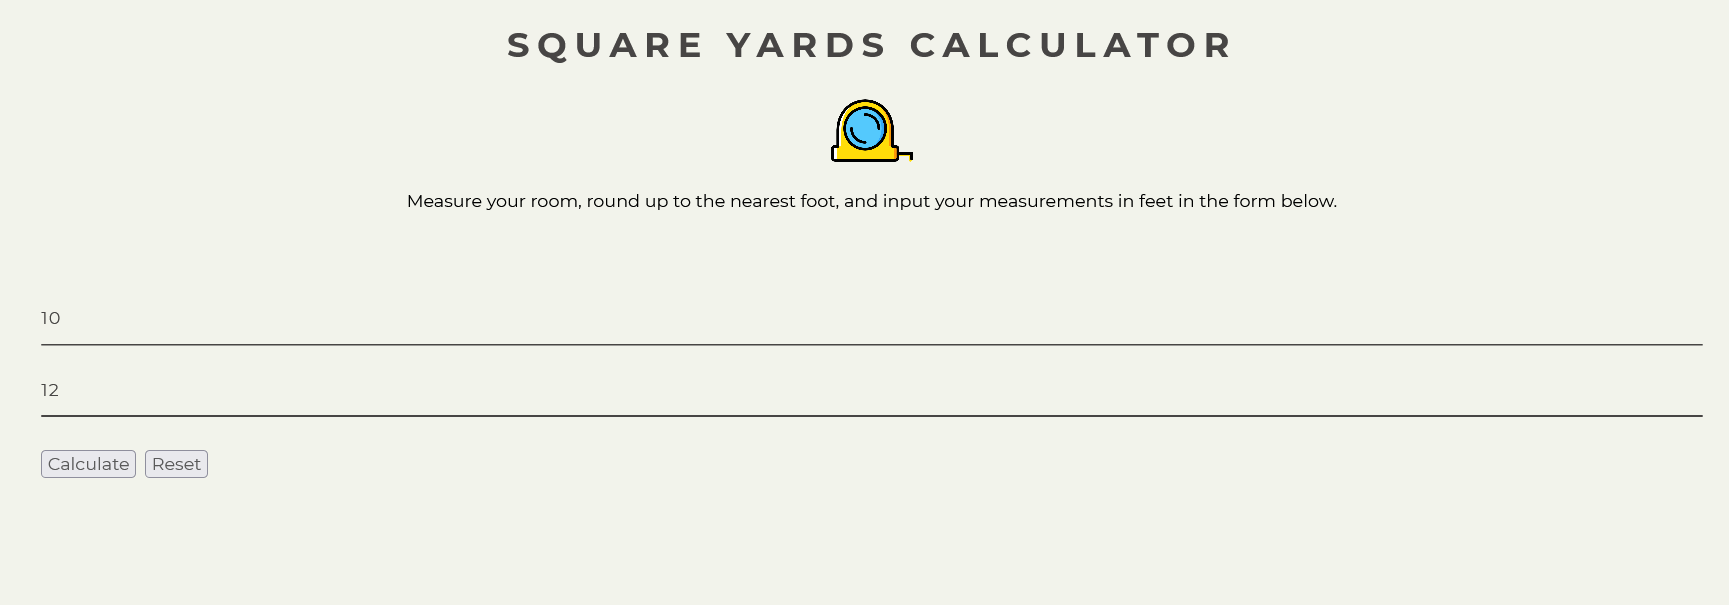 SQUARE YARDS CALCULATOR
Measure your room, round up to the nearest foot, and input your measurements in feet in the form below.
10
12
Calculate Reset